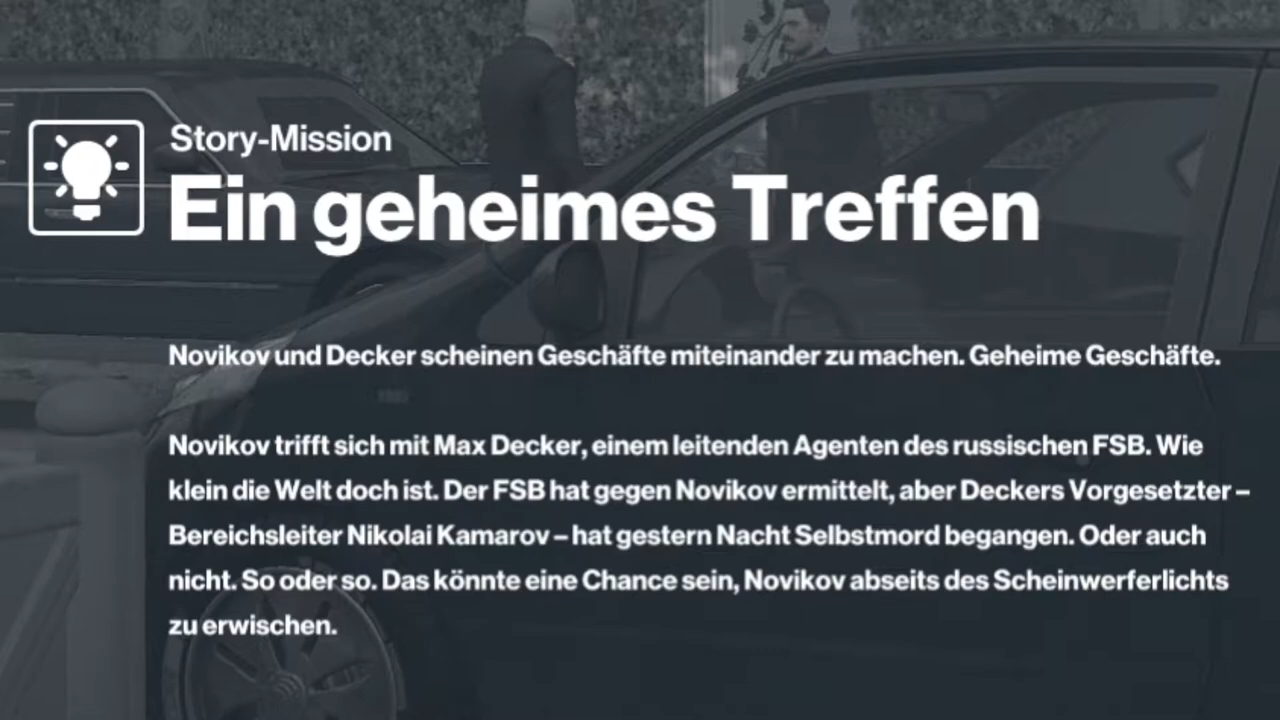 Story-Mission
Ein geheimes Treffen
Novikov und Decker scheinen Geschäfte miteinander zu machen. Geheime Geschäfte.
Novikov trifft sich mit Max Decker, einem leitenden Agenten des russischen FSB. Wie
klein die Welt doch ist. Der FSB hat gegen Novikov ermittelt, aber Deckers Vorgesetzter –
Bereichsleiter Nikolai Kamarov – hat gestern Nacht Selbstmord begangen. Oder auch
nicht. So oder so. Das könnte eine Chance sein, Novikov abseits des Scheinwerferlichts
zu erwischen.